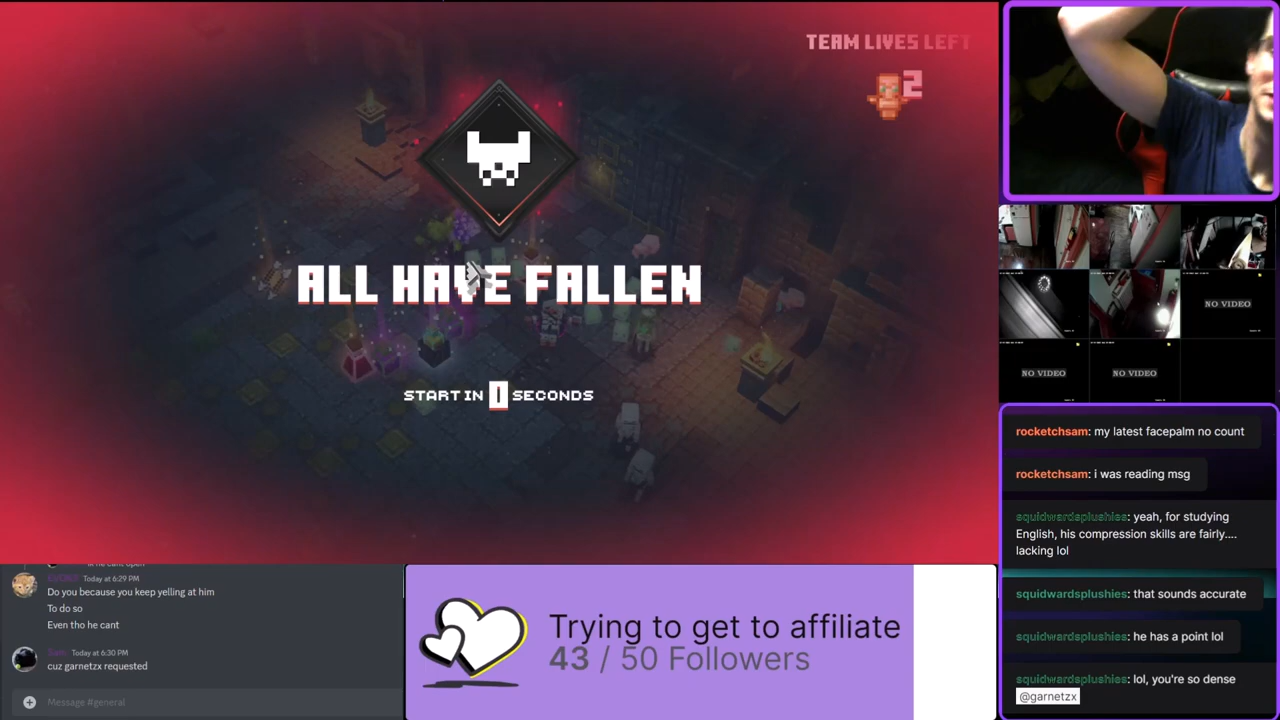 TEAM LIVES LEFT
2
ALL HAVE FALLEN
START IN 1 SECONDS
NO VIDEO
NO VIDEO
NO VIDEO
rocketchsam: my latest facepalm no count
rocketchsam: i was reading msg
squidwardsplushies: yeah, for studying
English, his compression skills are fairly....
lacking lol
squidwardsplushies: that sounds accurate
squidwardsplushies: he has a point lol
squidwardsplushies: lol, you're so dense
@garnetzx
Today at 6:29 PM
Do you because you keep yelling at him
To do so
Even tho he cant
Today at 6:30 PM
cuz garnetzx requested
Message #general
Trying to get to affiliate
43 / 50 Followers